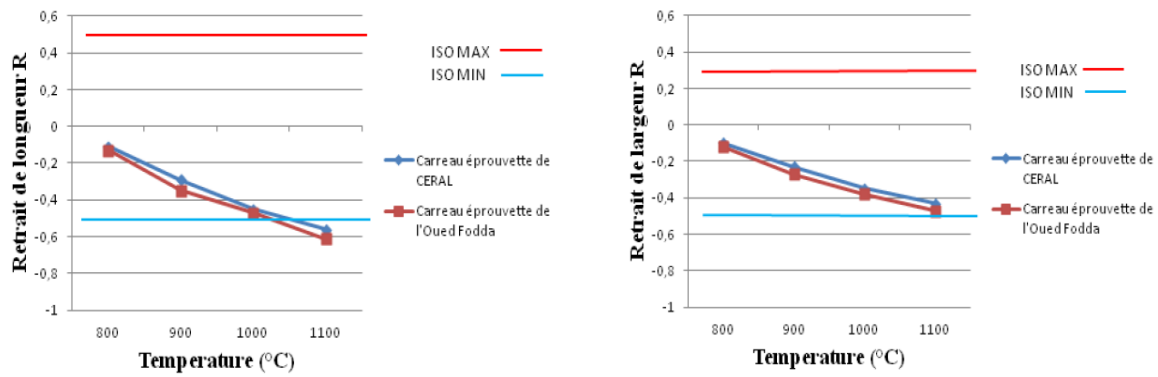 Retrait de longueur R
0,6
0,4
0,2
0
-0,2
-0,4
-0,6
-0,8
-1
800 900 1000 1100
Temperature (°C)
ISO MAX
ISO MIN
Carreau éprouvette de
CERAL
Carreau éprouvette de
l'Oued Fodda
Retrait de largeur R
0,6
0,4
0,2
0
-0,2
-0,4
-0,6
-0,8
-1
800 900 1000 1100
Temperature (°C)
ISO MAX
ISO MIN
Carreau éprouvette de
CERAL
Carreau éprouvette de
l'Oued Fodda